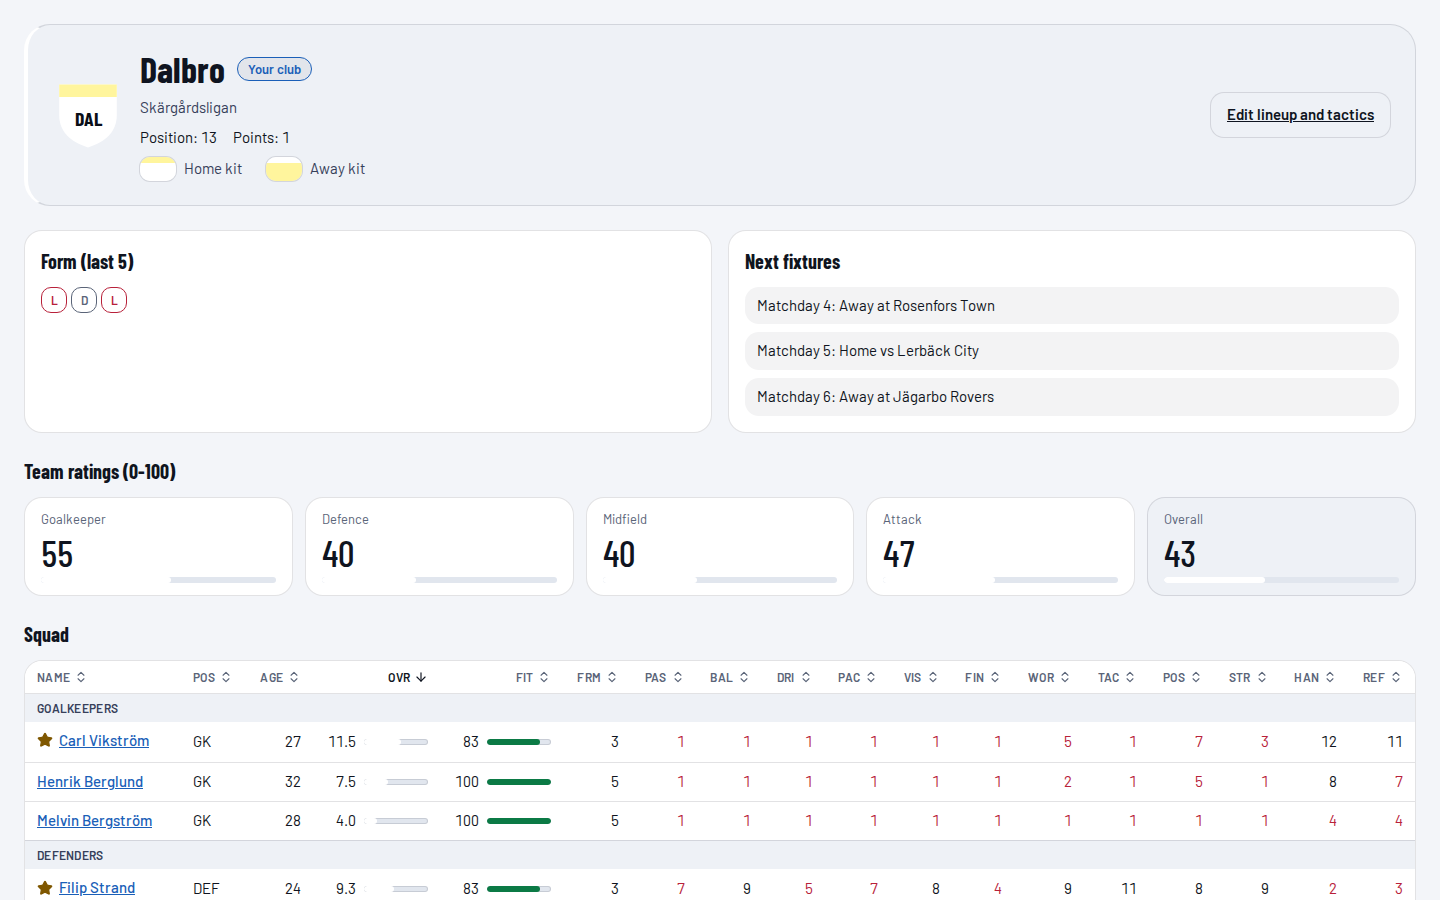 Dalbro
Your club
DAL
Skärgårdsligan
Position: 13 Points: 1
Home kit Away kit
Edit lineup and tactics
Form (last 5)
L D L
Next fixtures
Matchday 4: Away at Rosenfors Town
Matchday 5: Home vs Lerbäck City
Matchday 6: Away at Jägarbo Rovers
Team ratings (0-100)
Goalkeeper
55
Defence
40
Midfield
40
Attack
47
Overall
43
Squad
NAME POS AGE OVR FIT FRM PAS BAL DRI PAC VIS FIN WOR TAC POS STR HAN REF
GOALKEEPERS
Carl Vikström GK 27 11.5 83 3 1 1 1 1 1 1 5 1 7 3 12 11
Henrik Berglund GK 32 7.5 100 5 1 1 1 1 1 1 2 1 5 1 8 7
Melvin Bergström GK 28 4.0 100 5 1 1 1 1 1 1 1 1 1 1 4 4
DEFENDERS
Filip Strand DEF 24 9.3 83 3 7 9 5 7 8 4 9 11 8 9 2 3